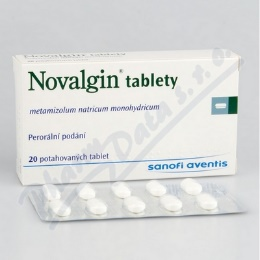 Novalgin® tablety
metamizolum natricum monohydricum
Perorální podání
20 potahovaných tablet
sanofi aventis